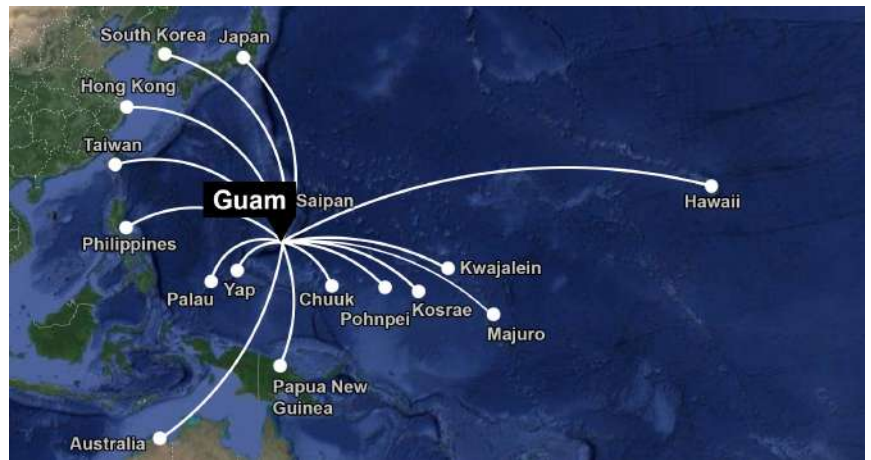 South Korea
Japan
Hong Kong
Taiwan
Guam
Saipan
Hawaii
Philippines
Kwajalein
Palau
Yap
Chuuk
Pohnpei
Kosrae
Majuro
Papua New
Guinea
Australia